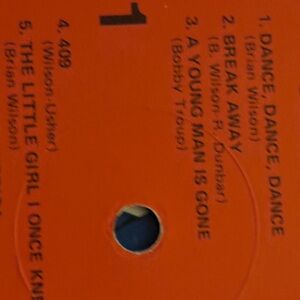 1
1. DANCE, DANCE, DANCE
(Brian Wilson)
2. BREAK AWAY
(B. Wilson-R. Dunbar)
3. A YOUNG MAN IS GONE
(Bobby Troup)
4. 409
(Wilson-Usher)
5. THE LITTLE GIRL I ONCE KN
(Brian Wilson)